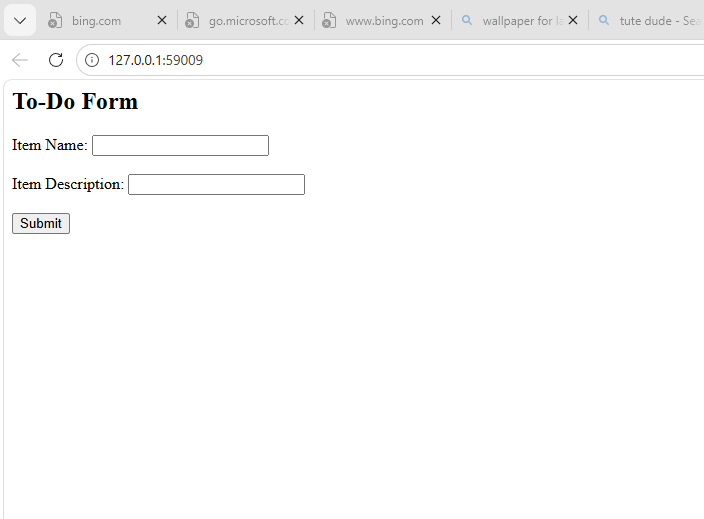 bing.com
go.microsoft.co
www.bing.com
wallpaper for la
tute dude - Sea
127.0.0.1:59009
To-Do Form
Item Name:
Item Description:
Submit